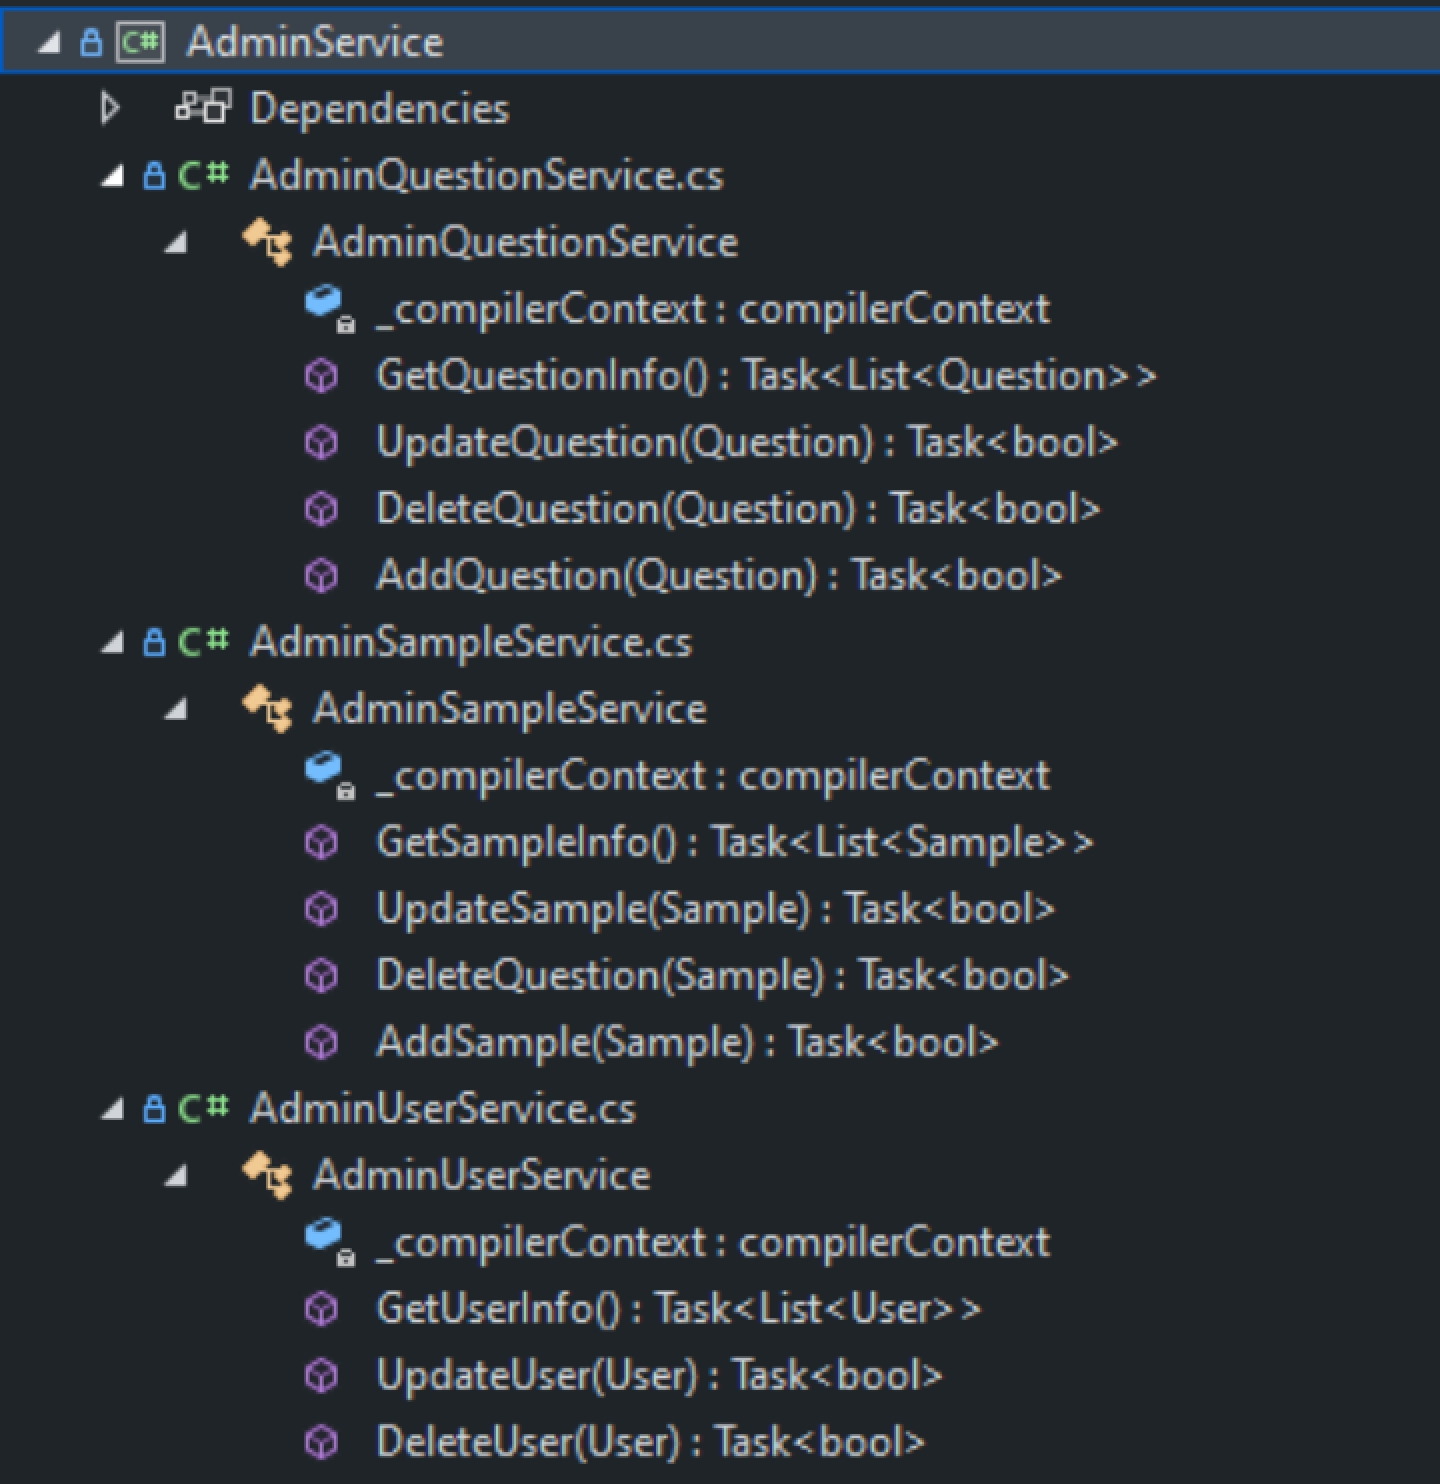 C# AdminService
Dependencies
C# AdminQuestionService.cs
AdminQuestionService
_compilerContext : compilerContext
GetQuestionInfo() : Task<List<Question>>
UpdateQuestion(Question) : Task<bool>
DeleteQuestion(Question) : Task<bool>
AddQuestion(Question) : Task<bool>
C# AdminSampleService.cs
AdminSampleService
_compilerContext : compilerContext
GetSampleInfo() : Task<List<Sample>>
UpdateSample(Sample) : Task<bool>
DeleteQuestion(Sample) : Task<bool>
AddSample(Sample) : Task<bool>
C# AdminUserService.cs
AdminUserService
_compilerContext : compilerContext
GetUserInfo() : Task<List<User>>
UpdateUser(User) : Task<bool>
DeleteUser(User) : Task<bool>